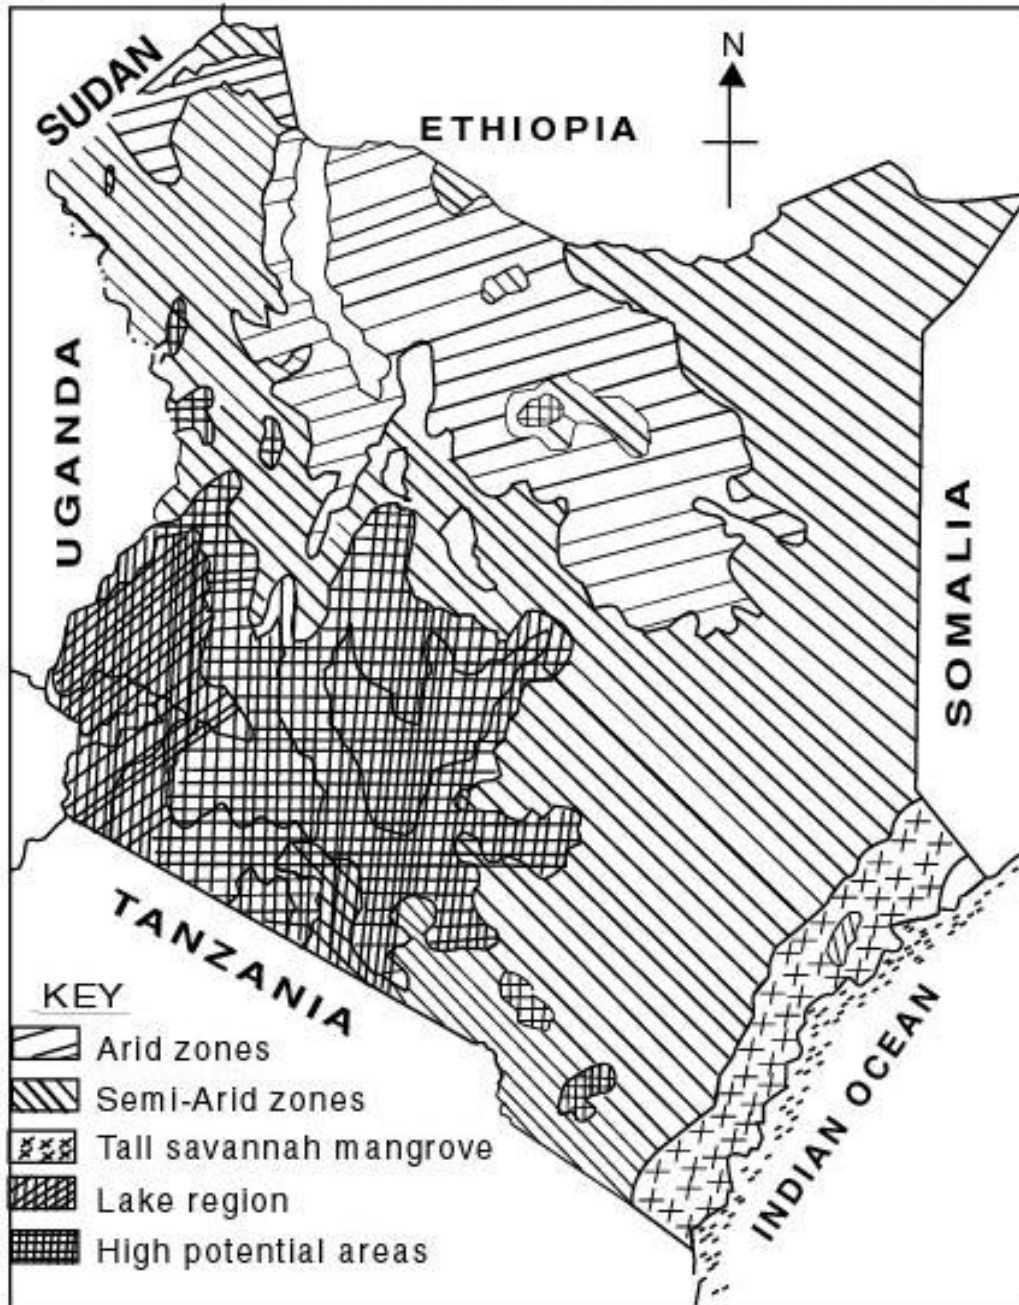 N
SUDAN
ETHIOPIA
UGANDA
SOMALIA
TANZANIA
INDIAN OCEAN
KEY
Arid zones
Semi-Arid zones
Tall savannah mangrove
Lake region
High potential areas